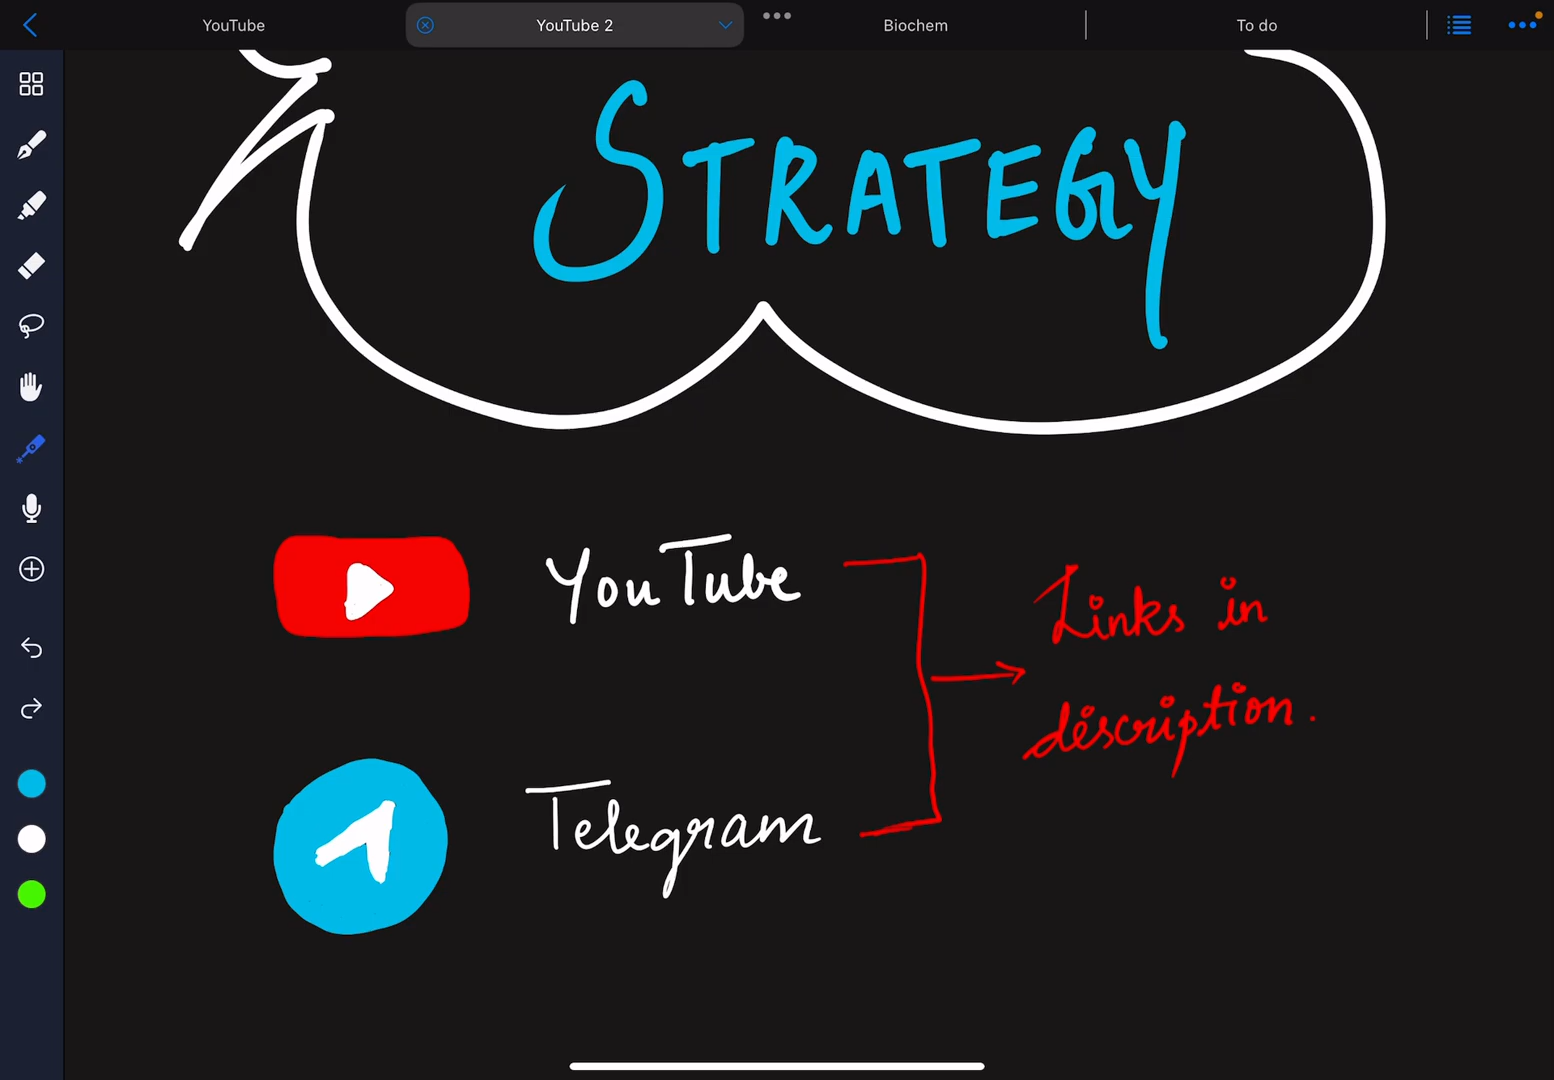 YouTube
YouTube 2
Biochem
To do
STRATEGY
YouTube
Links in
description.
Telegram